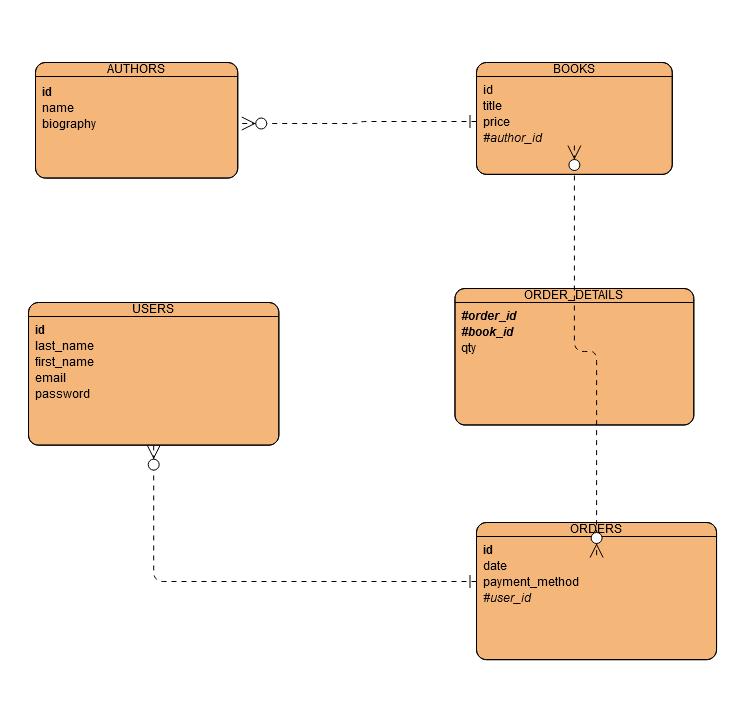 AUTHORS
id
name
biography
BOOKS
id
title
price
#author_id
USERS
id
last_name
first_name
email
password
ORDER_DETAILS
#order_id
#book_id
qty
ORDERS
id
date
payment_method
#user_id